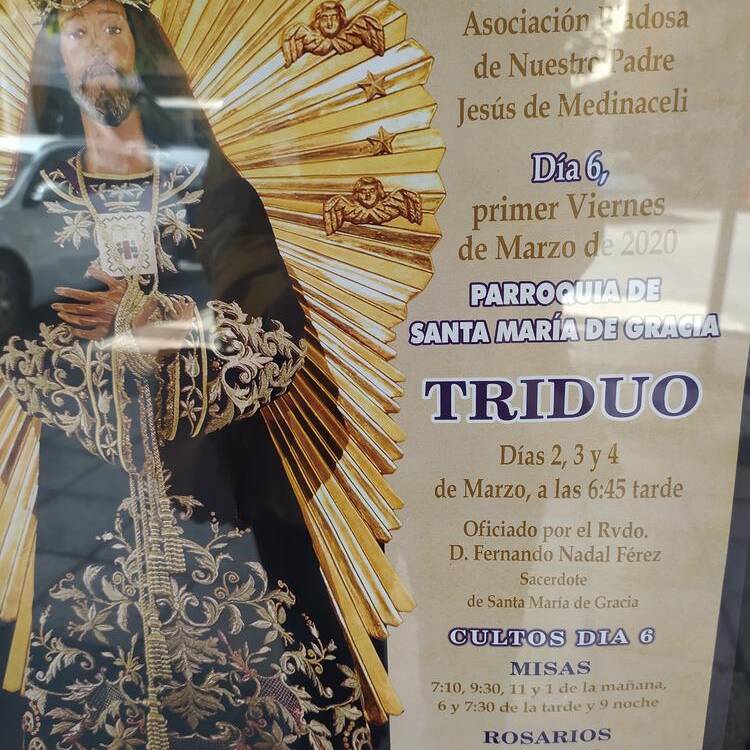 Asociación Piadosa
de Nuestro Padre
Jesús de Medinaceli
Día 6,
primer Viernes
de Marzo de 2020
PARROQUIA DE
SANTA MARÍA DE GRACIA
TRIDUO
Días 2, 3 y 4
de Marzo, a las 6:45 tarde
Oficiado por el Rvdo.
D. Fernando Nadal Férez
Sacerdote
de Santa María de Gracia
CULTOS DIA 6
MISAS
7:10, 9:30, 11 y 1 de la mañana,
6 y 7:30 de la tarde y 9 noche
ROSARIOS